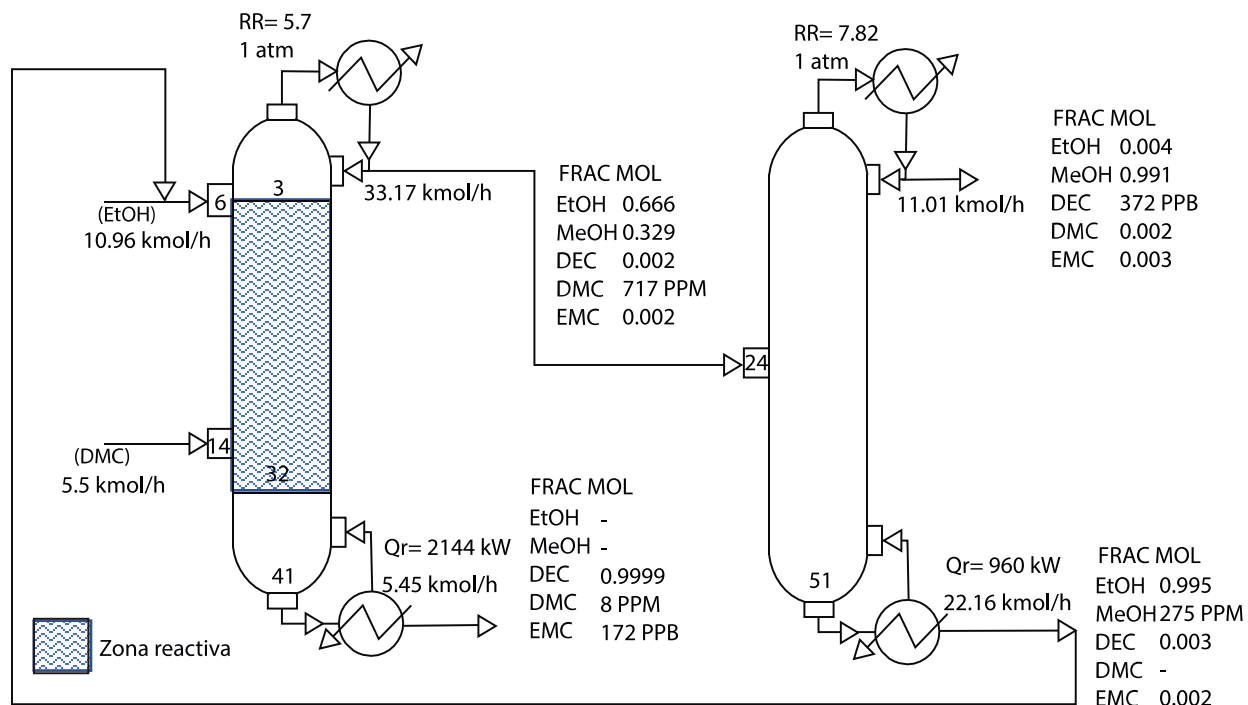 RR= 5.7
1 atm
3
6
(EtOH)
10.96 kmol/h
33.17 kmol/h
FRAC MOL
EtOH 0.666
MeOH 0.329
DEC 0.002
DMC 717 PPM
EMC 0.002
14
(DMC)
5.5 kmol/h
32
41
Qr= 2144 kW
5.45 kmol/h
FRAC MOL
EtOH -
MeOH -
DEC 0.9999
DMC 8 PPM
EMC 172 PPB
Zona reactiva
RR= 7.82
1 atm
11.01 kmol/h
FRAC MOL
EtOH 0.004
MeOH 0.991
DEC 372 PPB
DMC 0.002
EMC 0.003
24
51
Qr= 960 kW
22.16 kmol/h
FRAC MOL
EtOH 0.995
MeOH 275 PPM
DEC 0.003
DMC -
EMC 0.002